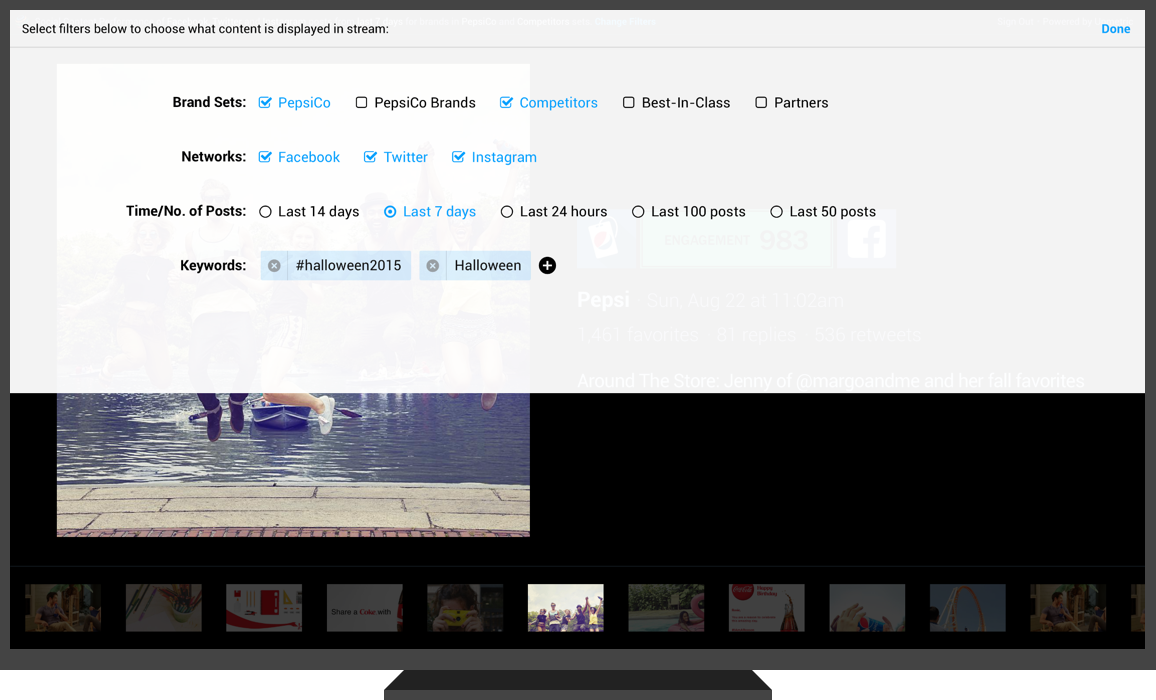 Select filters below to choose what content is displayed in stream:
Done
Brand Sets: PepsiCo PepsiCo Brands Competitors Best-In-Class Partners
Networks: Facebook Twitter Instagram
Time/No. of Posts: Last 14 days Last 7 days Last 24 hours Last 100 posts Last 50 posts
ENGAGEMENT 983
Keywords: #halloween2015 Halloween
Pepsi Sun, Aug 22 at 11:02am
1,461 favorites 81 replies 536 retweets
Around The Store: Jenny of @margoandme and her fall favorites
Share a Coke with
Happy
Birthday